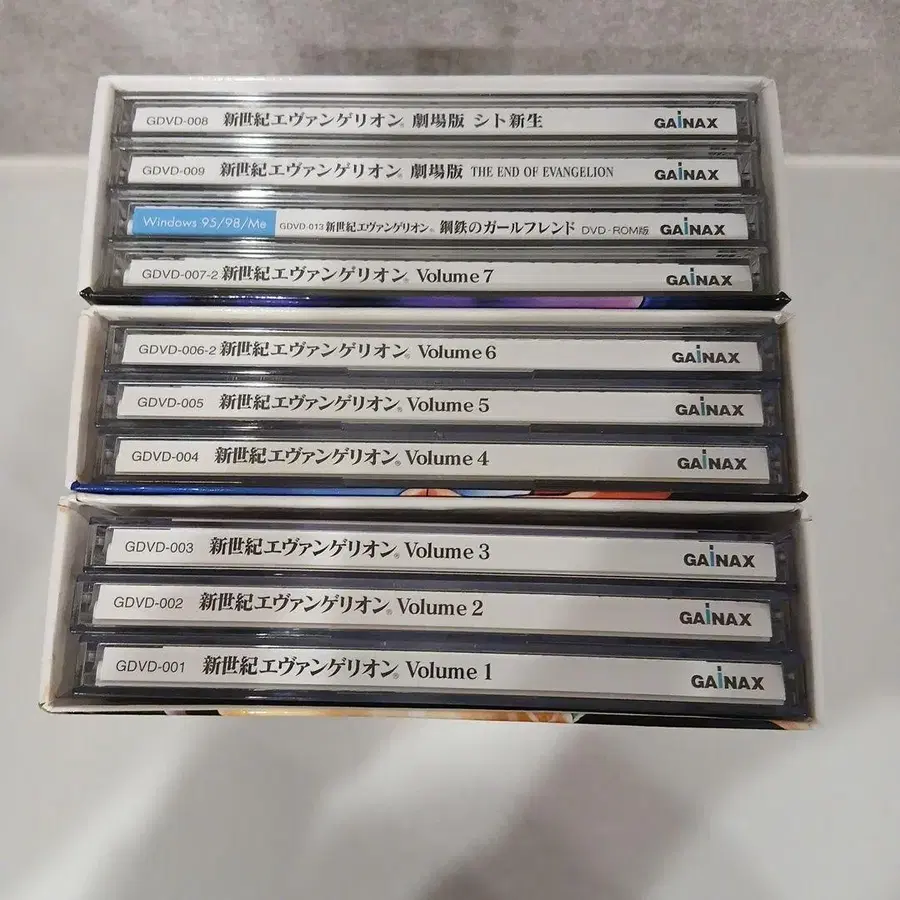 GDVD-008 新世紀エヴァンゲリオン® 劇場版 シト新生 GAiNAX
GDVD-009 新世紀エヴァンゲリオン® 劇場版 THE END OF EVANGELION GAiNAX
Windows 95/98/Me GDVD-013 新世紀エヴァンゲリオン® 鋼鉄のガールフレンド DVD-ROM版 GAiNAX
GDVD-007-2 新世紀エヴァンゲリオン® Volume 7 GAiNAX
GDVD-006-2 新世紀エヴァンゲリオン® Volume 6 GAiNAX
GDVD-005 新世紀エヴァンゲリオン® Volume 5 GAiNAX
GDVD-004 新世紀エヴァンゲリオン® Volume 4 GAiNAX
GDVD-003 新世紀エヴァンゲリオン® Volume 3 GAiNAX
GDVD-002 新世紀エヴァンゲリオン® Volume 2 GAiNAX
GDVD-001 新世紀エヴァンゲリオン® Volume 1 GAiNAX